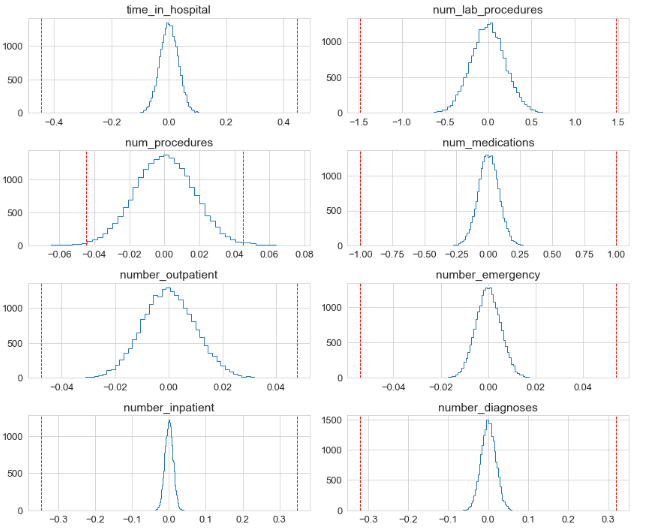 time_in_hospital
1000
500
0
−0.4 −0.2 0.0 0.2 0.4
num_lab_procedures
1000
500
0
−1.5 −1.0 −0.5 0.0 0.5 1.0 1.5
num_procedures
1000
500
0
−0.06 −0.04 −0.02 0.00 0.02 0.04 0.06 0.08
num_medications
1000
500
0
−1.00 −0.75 −0.50 −0.25 0.00 0.25 0.50 0.75 1.00
number_outpatient
1000
500
0
−0.04 −0.02 0.00 0.02 0.04
number_emergency
1500
1000
500
0
−0.04 −0.02 0.00 0.02 0.04
number_inpatient
1000
500
0
−0.3 −0.2 −0.1 0.0 0.1 0.2 0.3
number_diagnoses
1500
1000
500
0
−0.3 −0.2 −0.1 0.0 0.1 0.2 0.3